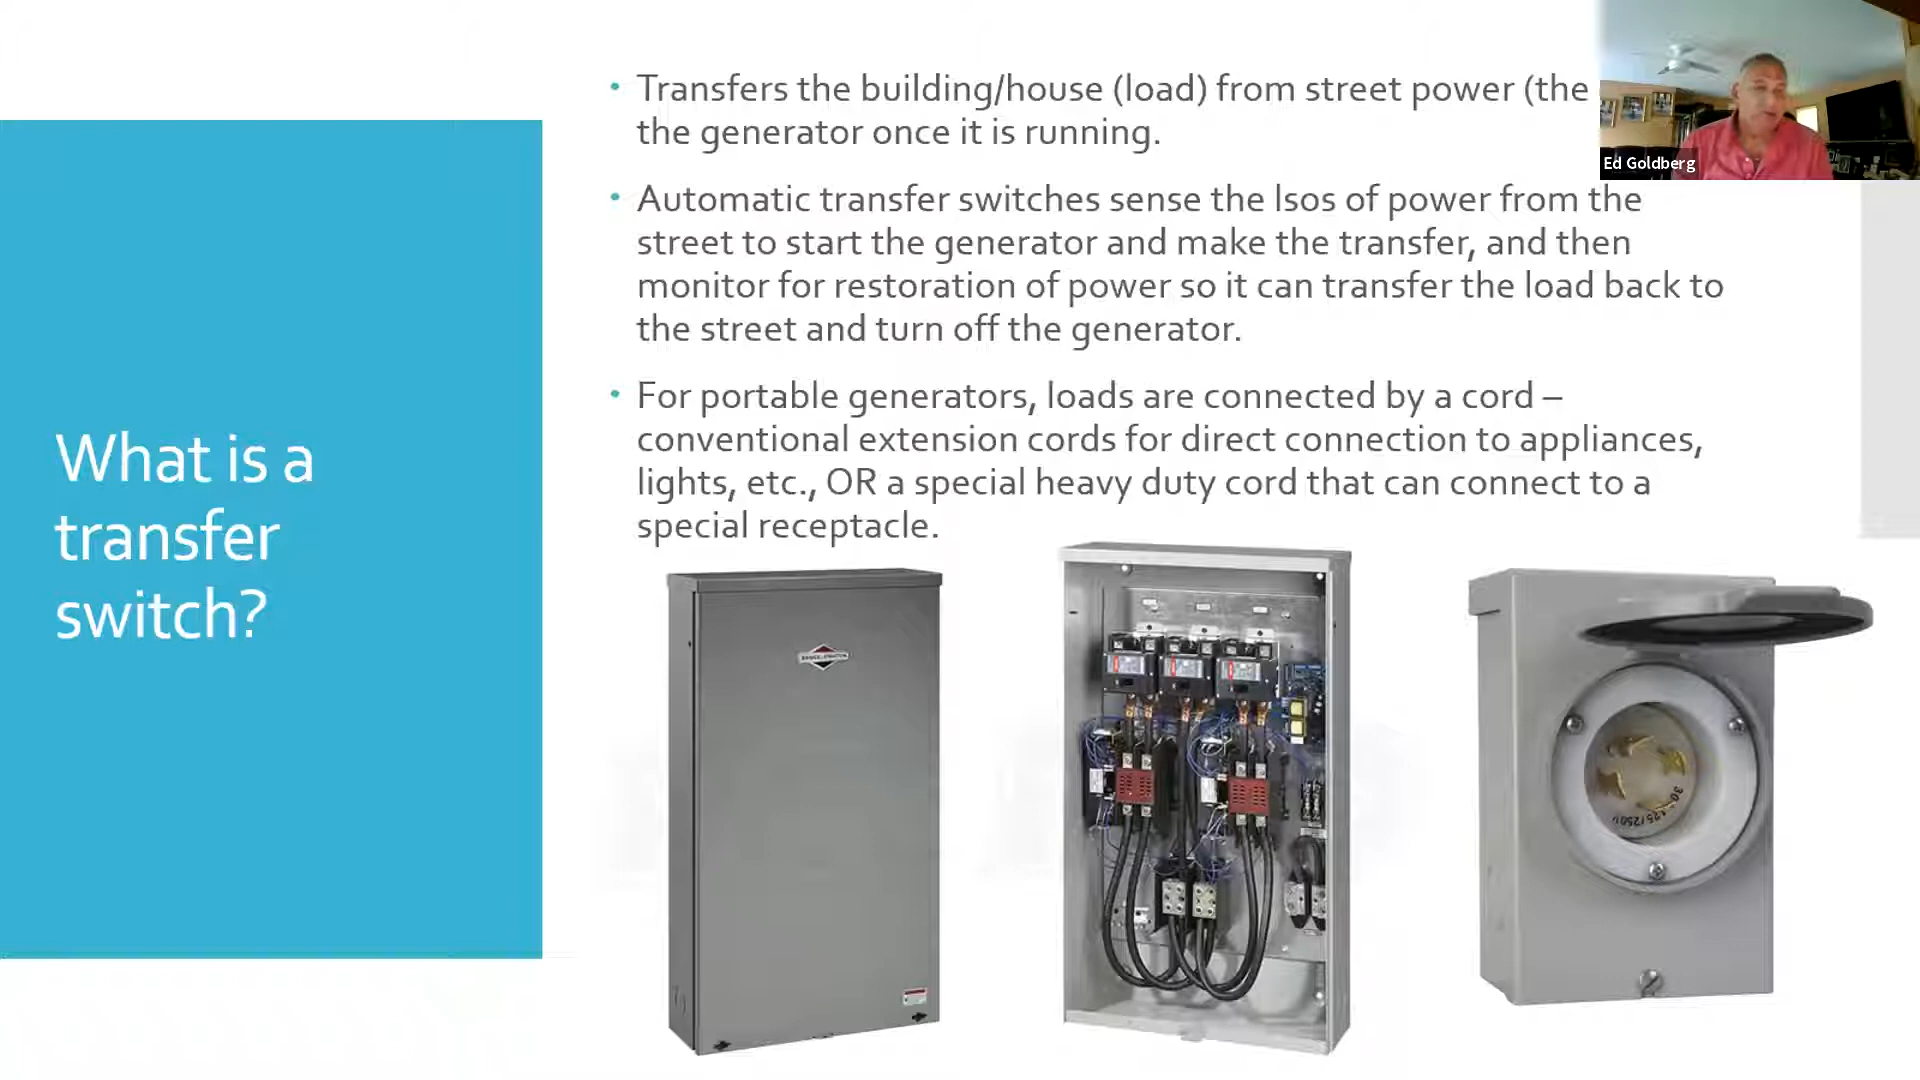 What is a
transfer
switch?
• Transfers the building/house (load) from street power (the
the generator once it is running.
• Automatic transfer switches sense the lsos of power from the
street to start the generator and make the transfer, and then
monitor for restoration of power so it can transfer the load back to
the street and turn off the generator.
• For portable generators, loads are connected by a cord –
conventional extension cords for direct connection to appliances,
lights, etc., OR a special heavy duty cord that can connect to a
special receptacle.
Ed Goldberg